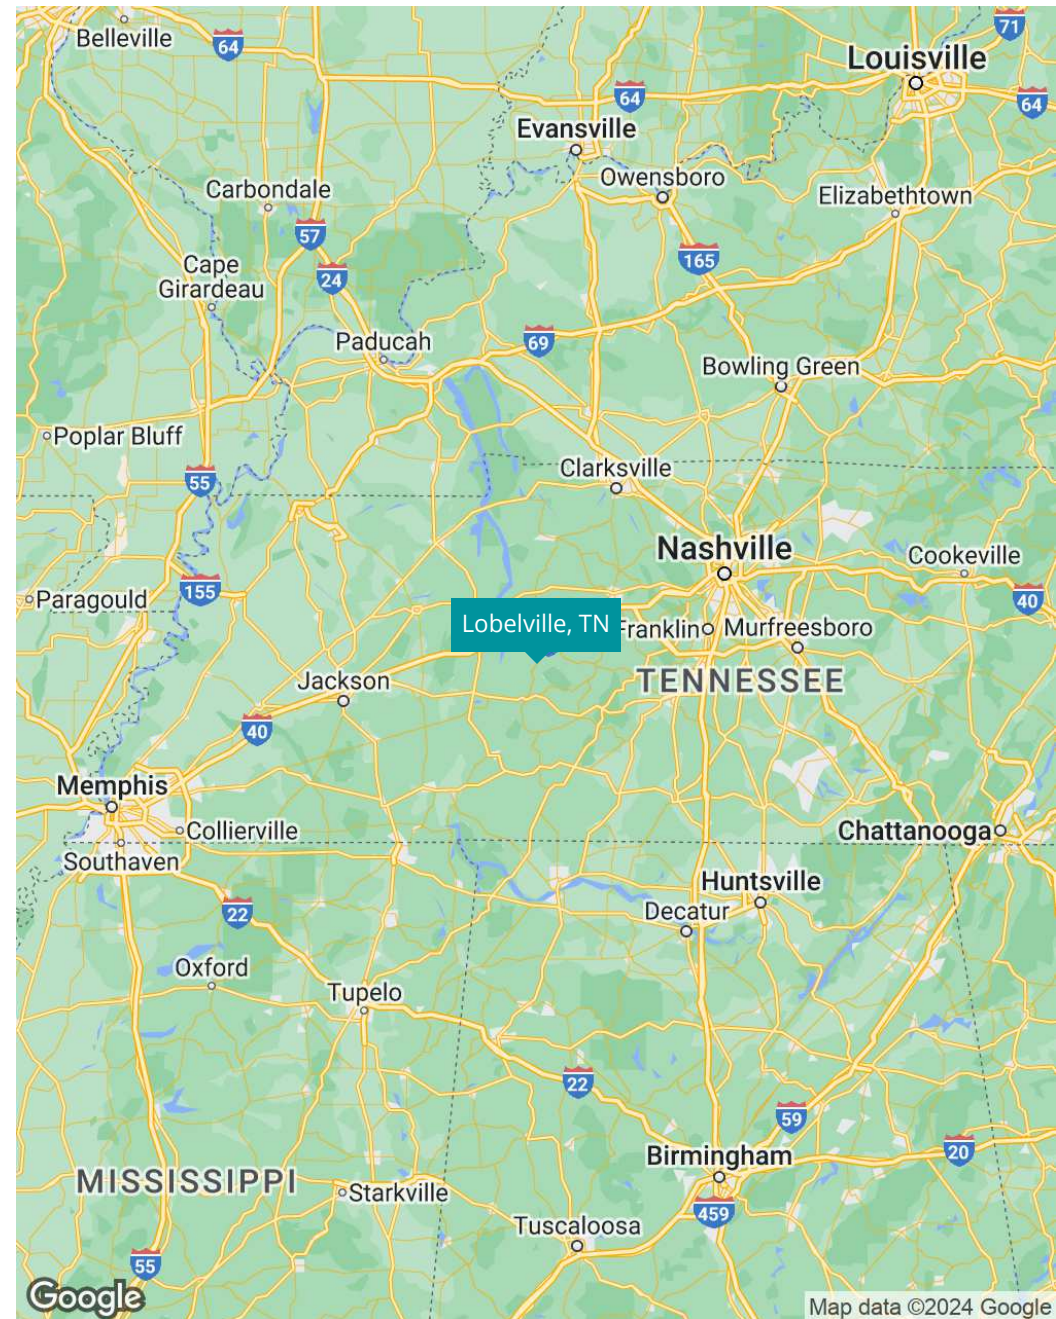 Belleville
64
71
Louisville
64
64
Evansville
Owensboro
Carbondale
Elizabethtown
57
165
Cape
Girardeau
24
Paducah
69
Bowling Green
Poplar Bluff
Clarksville
55
Nashville
Cookeville
155
Paragould
40
Lobelville, TN
Franklin
Murfreesboro
Jackson
TENNESSEE
40
Memphis
Collierville
Chattanooga
Southaven
Huntsville
22
Decatur
Oxford
Tupelo
22
59
Birmingham
20
MISSISSIPPI
Starkville
459
Tuscaloosa
55
Google
Map data ©2024 Google